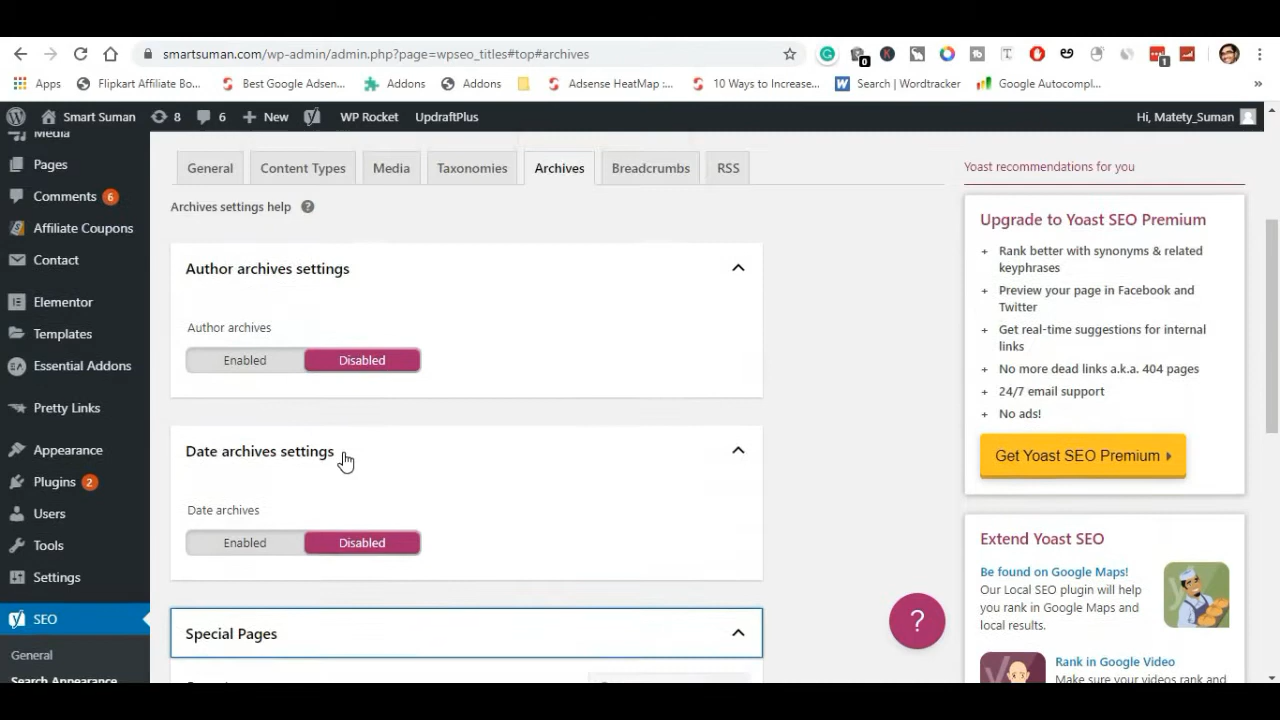 smartsuman.com/wp-admin/admin.php?page=wpseo_titles#top#archives
0
1
Apps
Flipkart Affiliate Bo...
Best Google Adsen...
Addons
Addons
Adsense HeatMap :...
10 Ways to Increase...
Search | Wordtracker
Google Autocompl...
»
Smart Suman
8
6
New
WP Rocket
UpdraftPlus
Hi, Matety_Suman
Media
Pages
Comments 6
Affiliate Coupons
Contact
Elementor
Templates
Essential Addons
Pretty Links
Appearance
Plugins 2
Users
Tools
Settings
SEO
General
Search Appearance
General
Content Types
Media
Taxonomies
Archives
Breadcrumbs
RSS
Archives settings help ?
Author archives settings
Author archives
Enabled
Disabled
Date archives settings
Date archives
Enabled
Disabled
Special Pages
?
Yoast recommendations for you
Upgrade to Yoast SEO Premium
+ Rank better with synonyms & related
keyphrases
+ Preview your page in Facebook and
Twitter
+ Get real-time suggestions for internal
links
+ No more dead links a.k.a. 404 pages
+ 24/7 email support
+ No ads!
Get Yoast SEO Premium
Extend Yoast SEO
Be found on Google Maps!
Our Local SEO plugin will help
you rank in Google Maps and
local results.
Rank in Google Video
Make sure your videos rank and